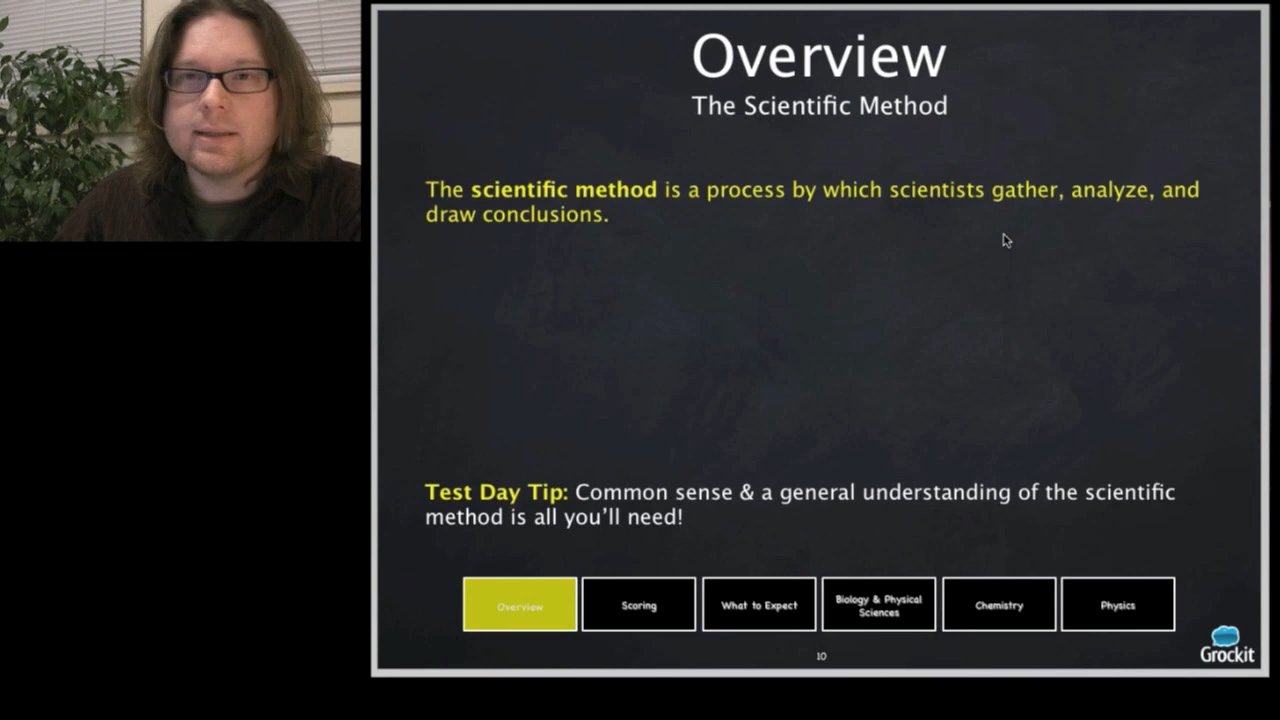 Overview
The Scientific Method
The scientific method is a process by which scientists gather, analyze, and
draw conclusions.
Test Day Tip: Common sense & a general understanding of the scientific
method is all you'll need!
Overview
Scoring
What to Expect
Biology & Physical
Sciences
Chemistry
Physics
10
Grockit